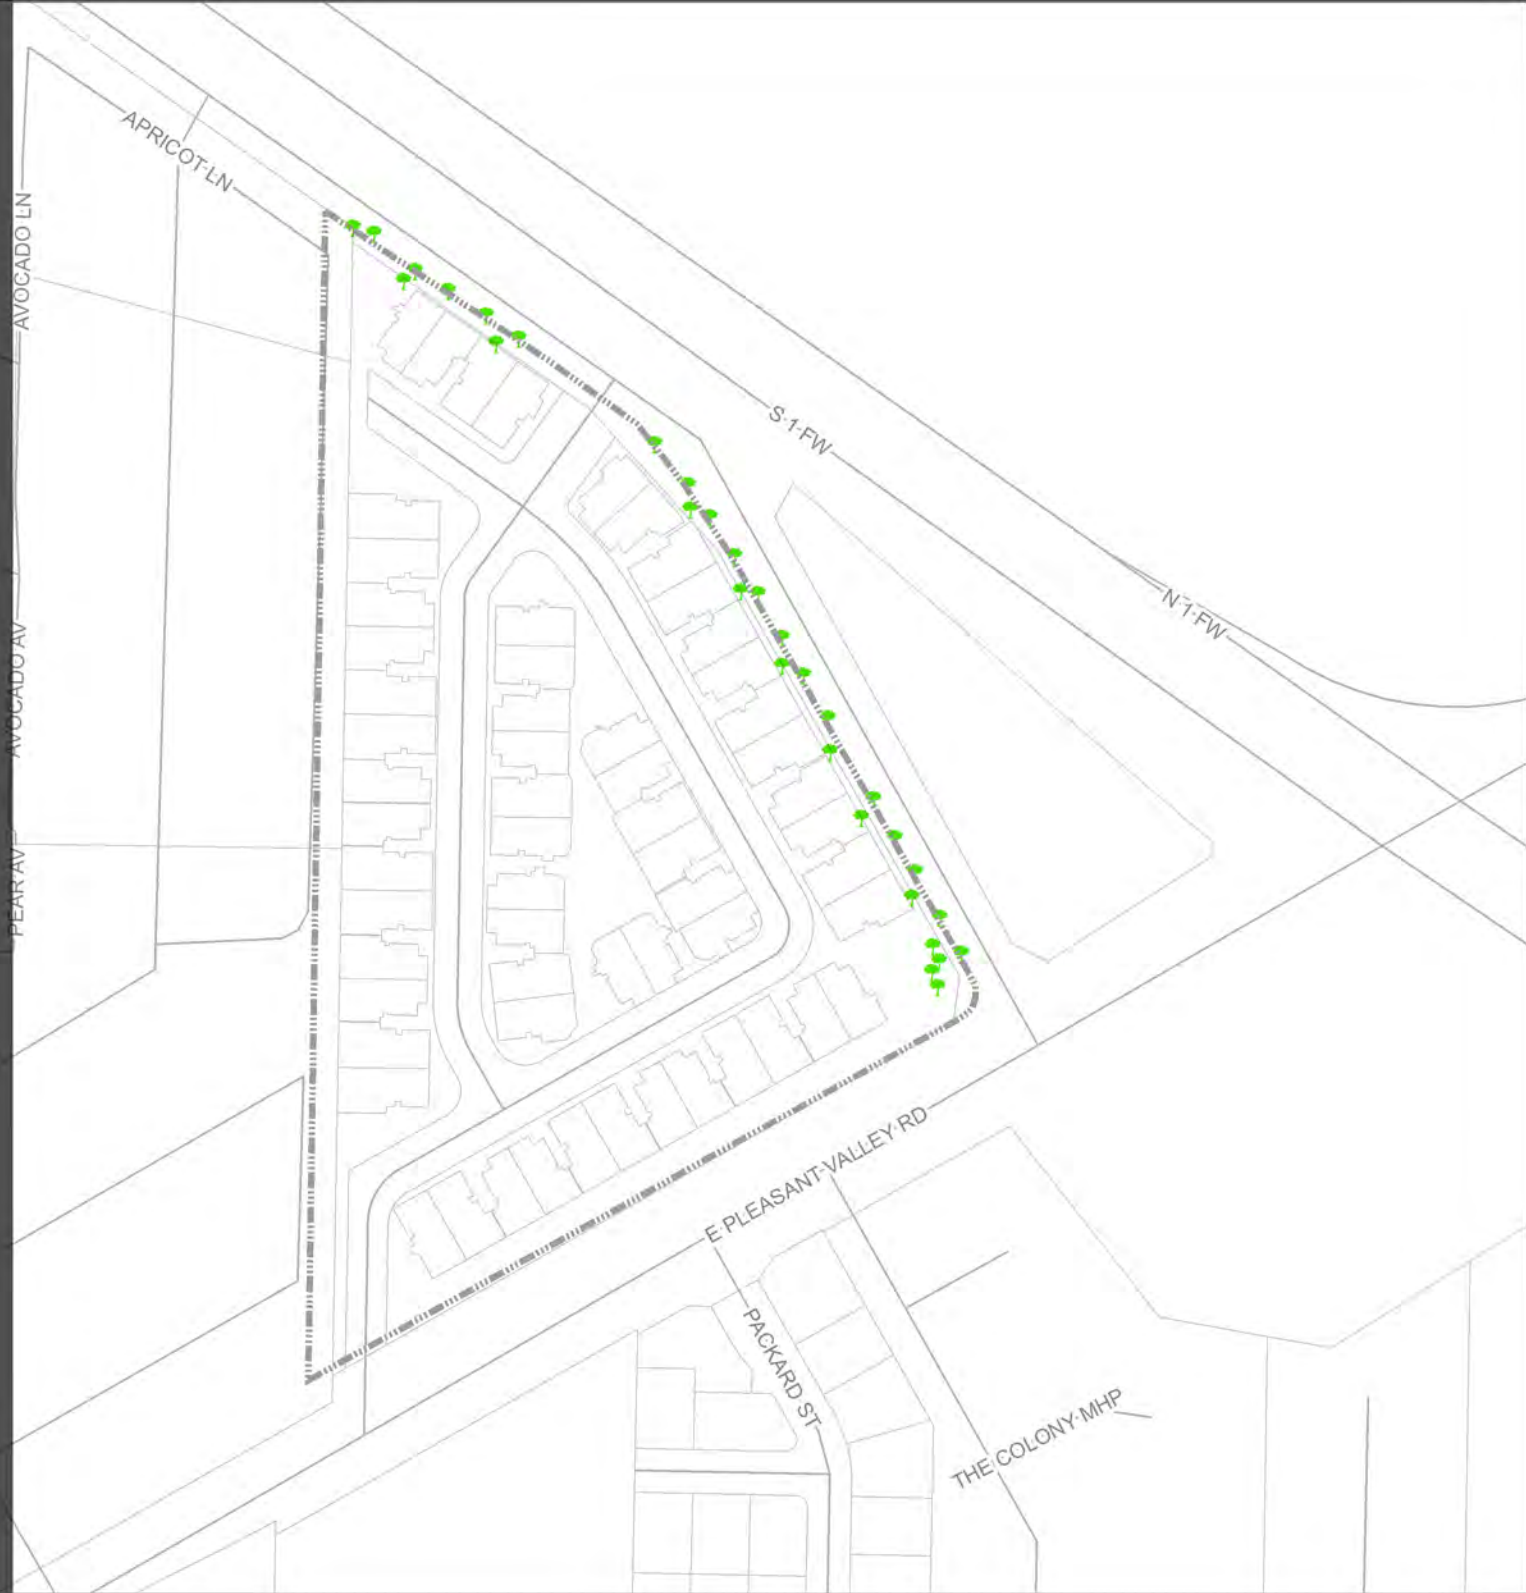 APRICOT LN
AVOCADO LN
S 1 FW
N 1 FW
AVOCADO AV
PEAR AV
E PLEASANT VALLEY RD
PACKARD ST
THE COLONY MHP